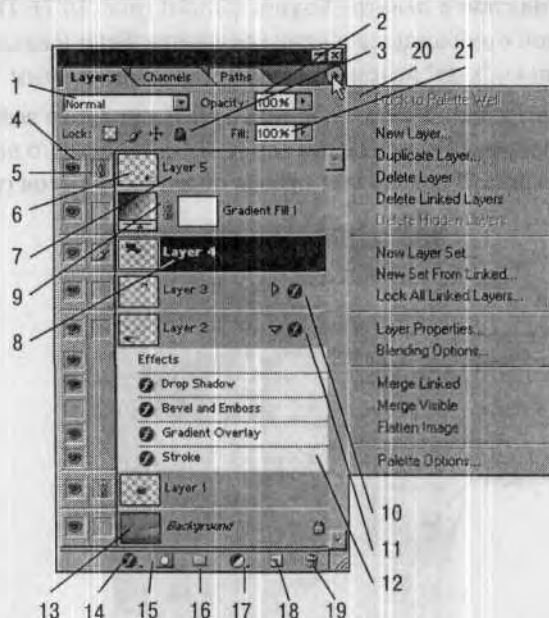 2
3
20
21
Layers Channels Paths
1
Normal Opacity: 100%
Dock to Palette Well
Lock: Fill: 100%
4
5
6
7
9
8
Layer 5
Gradient Fill 1
Layer 4
Layer 3
Layer 2
Effects
Drop Shadow
Bevel and Emboss
Gradient Overlay
Stroke
Layer 1
Background
New Layer...
Duplicate Layer...
Delete Layer
Delete Linked Layers
Delete Hidden Layers
New Layer Set...
New Set From Linked...
Lock All Linked Layers...
Layer Properties...
Blending Options...
Merge Linked
Merge Visible
Flatten Image
Palette Options...
10
11
12
13 14 15 16 17 18 19